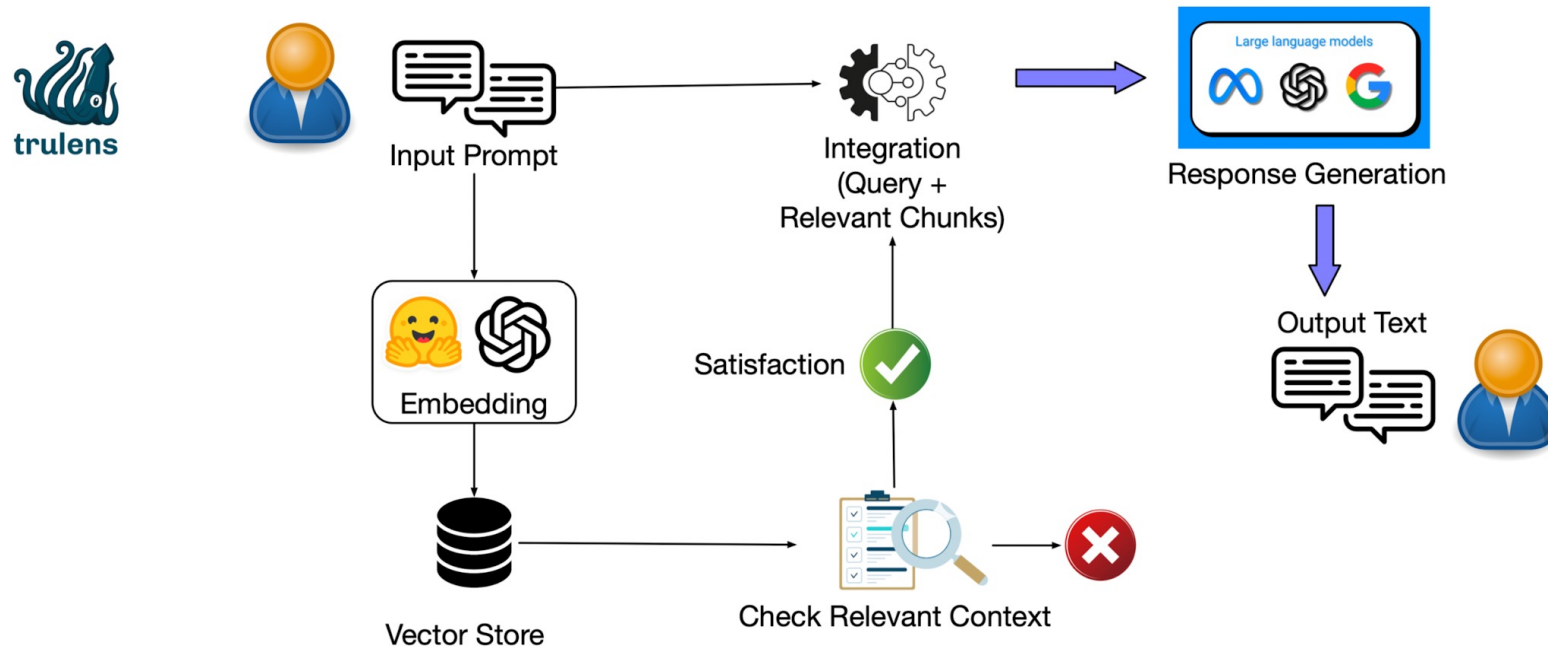 trulens
Input Prompt
Integration
(Query +
Relevant Chunks)
Large language models
Response Generation
Embedding
Satisfaction
Output Text
Vector Store
Check Relevant Context